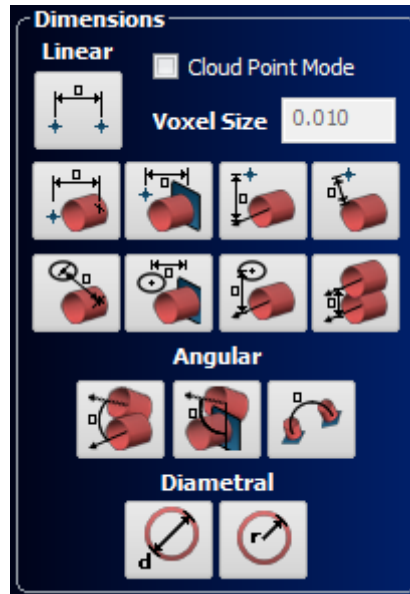 Dimensions
Linear
Cloud Point Mode
Voxel Size 0.010
Angular
Diametral
d r